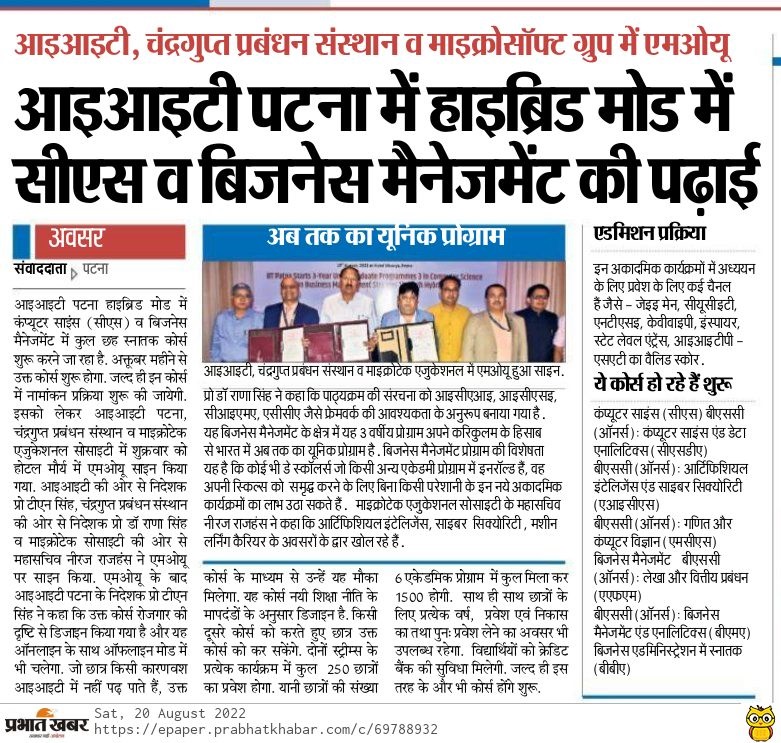 आइआइटी, चंद्रगुप्त प्रबंधन संस्थान व माइक्रोसॉफ्ट ग्रुप में एमओयू
आइआइटी पटना में हाइब्रिड मोड में
सीएस व बिजनेस मैनेजमेंट की पढ़ाई
अवसर
संवाददाता पटना
आइआइटी पटना हाइब्रिड मोड में
कंप्यूटर साइंस (सीएस) व बिजनेस
मैनेजमेंट में कुल छह स्नातक कोर्स
शुरू करने जा रहा है. अक्तूबर महीने से
उक्त कोर्स शुरू होगा. जल्द ही इन कोर्स
में नामांकन प्रक्रिया शुरू की जायेगी.
इसको लेकर आइआइटी पटना,
चंद्रगुप्त प्रबंधन संस्थान व माइक्रोटेक
एजुकेशनल सोसाइटी में शुक्रवार को
होटल मौर्य में एमओयू साइन किया
गया. आइआइटी की ओर से निदेशक
प्रो टीएन सिंह, चंद्रगुप्त प्रबंधन संस्थान
की ओर से निदेशक प्रो डॉ राणा सिंह
व माइक्रोटेक सोसाइटी की ओर से
महासचिव नीरज राजहंस ने एमओयू
पर साइन किया. एमओयू के बाद
आइआइटी पटना के निदेशक प्रो टीएन
सिंह ने कहा कि उक्त कोर्स रोजगार की
दृष्टि से डिजाइन किया गया है और यह
ऑनलाइन के साथ ऑफलाइन मोड में
भी चलेगा. जो छात्र किसी कारणवश
आइआइटी में नहीं पढ़ पाते हैं, उक्त
अब तक का यूनिक प्रोग्राम
IIT Patna Starts 3-Year Undergraduate Programmes 3 in Computer Science
आइआइटी, चंद्रगुप्त प्रबंधन संस्थान व माइक्रोटेक एजुकेशनल में एमओयू हुआ साइन.
प्रो डॉ राणा सिंह ने कहा कि पाठ्यक्रम की संरचना को आइसीएआइ, आइसीएसइ,
सीआइएमए, एसीसीए जैसे फ्रेमवर्क की आवश्यकता के अनुरूप बनाया गया है.
यह बिजनेस मैनेजमेंट के क्षेत्र में यह 3 वर्षीय प्रोग्राम अपने करिकुलम के हिसाब
से भारत में अब तक का यूनिक प्रोग्राम है. बिजनेस मैनेजमेंट प्रोग्राम की विशेषता
यह है कि कोई भी डे स्कॉलर्स जो किसी अन्य एकेडमी प्रोग्राम में इनरॉल्ड हैं, वह
अपनी स्किल्स को समृद्ध करने के लिए बिना किसी परेशानी के इन नये अकादमिक
कार्यक्रमों का लाभ उठा सकते हैं. माइक्रोटेक एजुकेशनल सोसाइटी के महासचिव
नीरज राजहंस ने कहा कि आर्टिफिशियल इंटेलिजेंस, साइबर सिक्योरिटी, मशीन
लर्निंग कैरियर के अवसरों के द्वार खोल रहे हैं.
कोर्स के माध्यम से उन्हें यह मौका
मिलेगा. यह कोर्स नयी शिक्षा नीति के
मापदंडों के अनुसार डिजाइन है. किसी
दूसरे कोर्स को करते हुए छात्र उक्त
कोर्स को कर सकेंगे. दोनों स्ट्रीम्स के
प्रत्येक कार्यक्रम में कुल 250 छात्रों
का प्रवेश होगा. यानी छात्रों की संख्या
6 एकेडमिक प्रोग्राम में कुल मिला कर
1500 होगी. साथ ही साथ छात्रों के
लिए प्रत्येक वर्ष, प्रवेश एवं निकास
का तथा पुनः प्रवेश लेने का अवसर भी
उपलब्ध रहेगा. विद्यार्थियों को क्रेडिट
बैंक की सुविधा मिलेगी. जल्द ही इस
तरह के और भी कोर्स होंगे शुरू.
एडमिशन प्रक्रिया
इन अकादमिक कार्यक्रमों में अध्ययन
के लिए प्रवेश के लिए कई चैनल
हैं जैसे - जेइइ मेन, सीयूसीइटी,
एनटीएसइ, केवीवाइपी, इंस्पायर,
स्टेट लेवल एंट्रेंस, आइआइटीपी -
एसएटी का वैलिड स्कोर.
ये कोर्स हो रहे हैं शुरू
कंप्यूटर साइंस (सीएस) बीएससी
(ऑनर्स): कंप्यूटर साइंस एंड डेटा
एनालिटिक्स (सीएसडीए)
बीएससी (ऑनर्स): आर्टिफिशियल
इंटेलिजेंस एंड साइबर सिक्योरिटी
(एआइसीएस)
बीएससी (ऑनर्स): गणित और
कंप्यूटर विज्ञान (एमसीएस)
बिजनेस मैनेजमेंट बीएससी
(ऑनर्स): लेखा और वित्तीय प्रबंधन
(एएफएम)
बीएससी (ऑनर्स): बिजनेस
मैनेजमेंट एंड एनालिटिक्स (बीएमए)
बिजनेस एडमिनिस्ट्रेशन में स्नातक
(बीबीए)
प्रभात खबर
Sat, 20 August 2022
https://epaper.prabhatkhabar.com/c/69788932